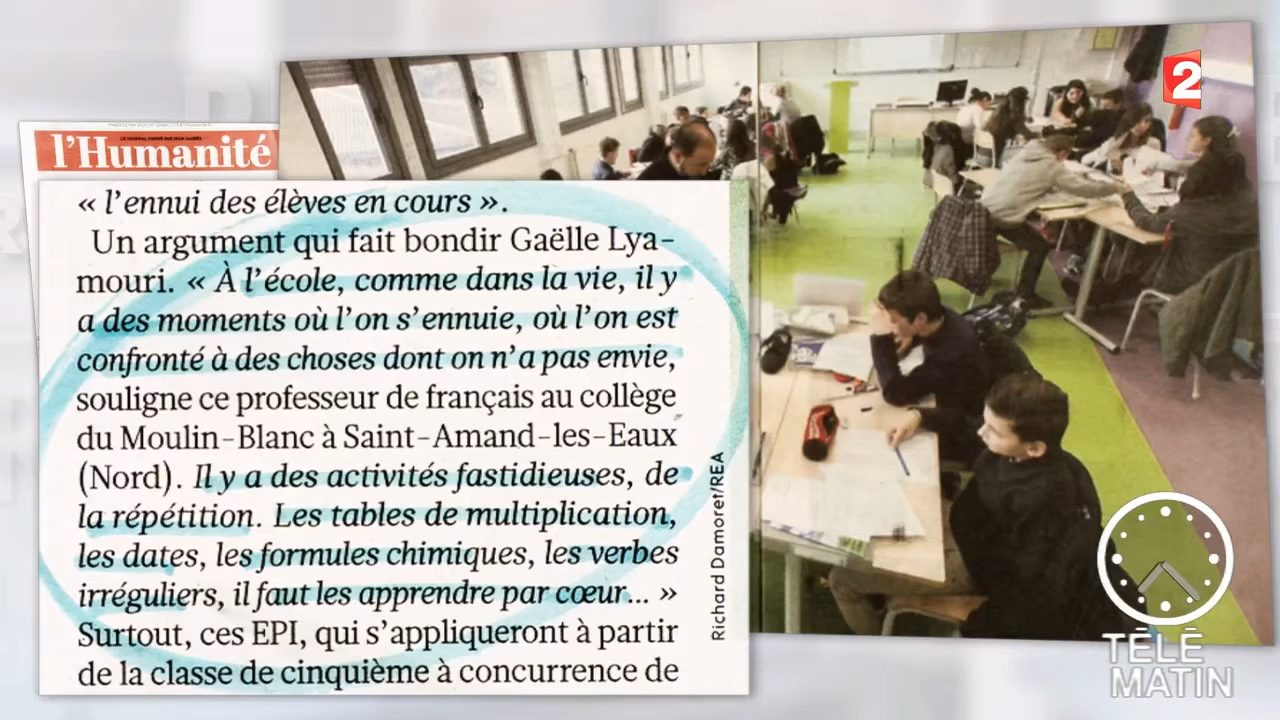 2
l'Humanité
« l'ennui des élèves en cours ».
Un argument qui fait bondir Gaëlle Lya-
mouri. « À l'école, comme dans la vie, il y
a des moments où l'on s'ennuie, où l'on est
confronté à des choses dont on n'a pas envie,
souligne ce professeur de français au collège
du Moulin-Blanc à Saint-Amand-les-Eaux
(Nord). Il y a des activités fastidieuses, de
la répétition. Les tables de multiplication,
les dates, les formules chimiques, les verbes
irréguliers, il faut les apprendre par cœur... »
Surtout, ces EPI, qui s'appliqueront à partir
de la classe de cinquième à concurrence de
Richard Damoret/REA
TÉLÉ
MATIN